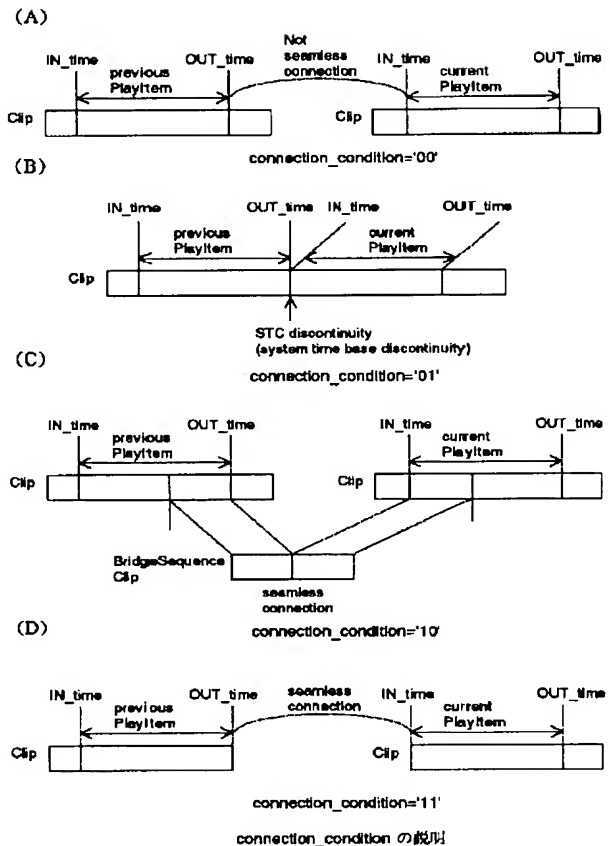 (A)
Not
seamless
connection
IN_time
OUT_time
IN_time
OUT_time
previous
PlayItem
current
PlayItem
Clip
Clip
connection_condition='00'
(B)
IN_time
OUT_time
IN_time
OUT_time
previous
PlayItem
current
PlayItem
Clip
STC discontinuity
(system time base discontinuity)
connection_condition='01'
(C)
IN_time
OUT_time
IN_time
OUT_time
previous
PlayItem
current
PlayItem
Clip
Clip
BridgeSequence
Clip
seamless
connection
connection_condition='10'
(D)
IN_time
OUT_time
seamless
connection
IN_time
OUT_time
previous
PlayItem
current
PlayItem
Clip
Clip
connection_condition='11'
connection_condition の説明